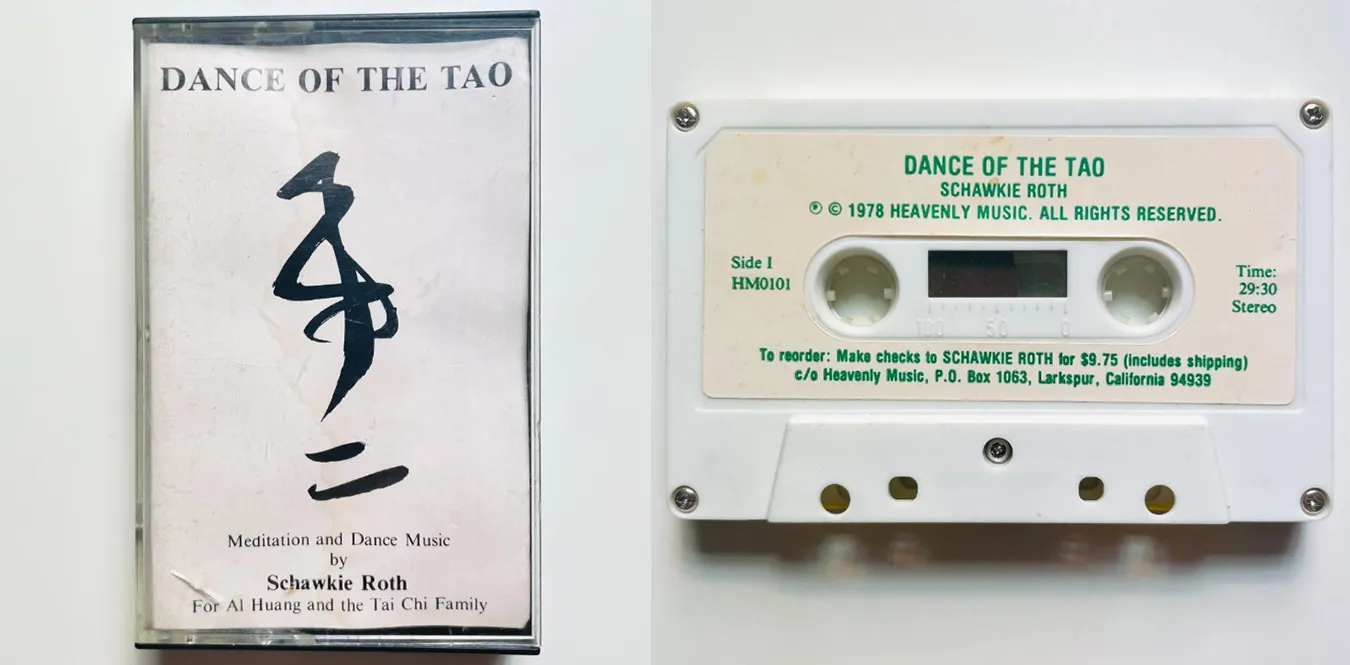 DANCE OF THE TAO
二
Meditation and Dance Music
by
Schawkie Roth
For Al Huang and the Tai Chi Family
DANCE OF THE TAO
SCHAWKIE ROTH
℗ © 1978 HEAVENLY MUSIC. ALL RIGHTS RESERVED.
Side I
HM0101
Time:
29:30
Stereo
100 50 0
To reorder: Make checks to SCHAWKIE ROTH for $9.75 (includes shipping)
c/o Heavenly Music, P.O. Box 1063, Larkspur, California 94939